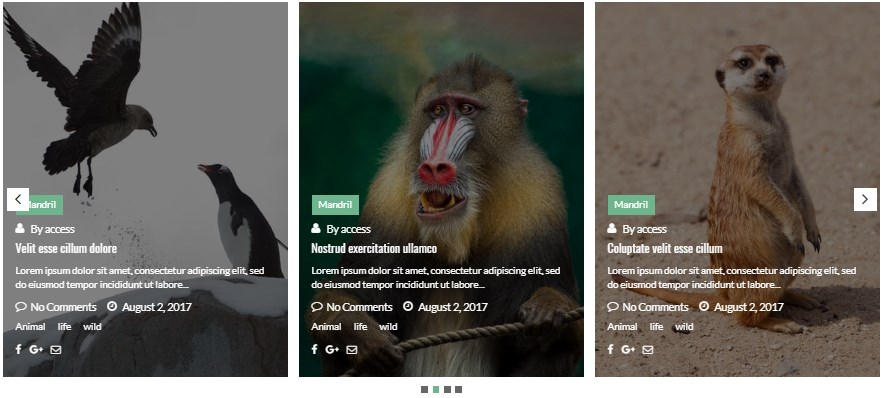 Mandril
By access
Velit esse cillum dolore
Lorem ipsum dolor sit amet, consectetur adipiscing elit, sed
do eiusmod tempor incididunt ut labore...
No Comments August 2, 2017
Animal life wild
G+
Mandril
By access
Nostrud exercitation ullamco
Lorem ipsum dolor sit amet, consectetur adipiscing elit, sed
do eiusmod tempor incididunt ut labore...
No Comments August 2, 2017
Animal life wild
G+
Mandril
By access
Coluptate velit esse cillum
Lorem ipsum dolor sit amet, consectetur adipiscing elit, sed
do eiusmod tempor incididunt ut labore...
No Comments August 2, 2017
Animal life wild
G+